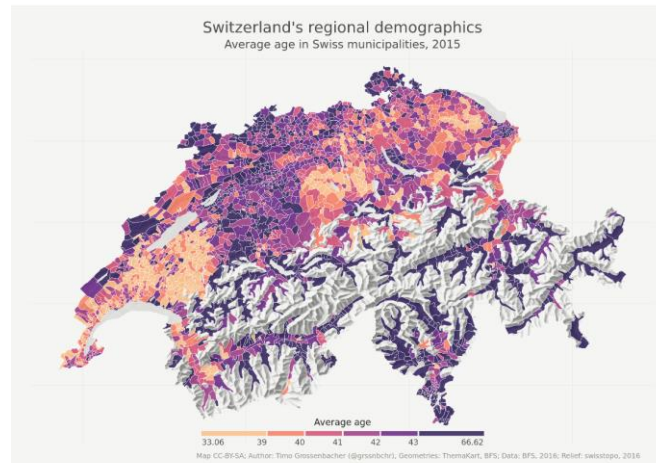 Switzerland's regional demographics
Average age in Swiss municipalities, 2015
Average age
33.06 39 40 41 42 43 66.62
Map CC-BY-SA; Author: Timo Grossenbacher (@grssnbchr), Geometries: ThemaKart, BFS; Data: BFS, 2016; Relief: swisstopo, 2016